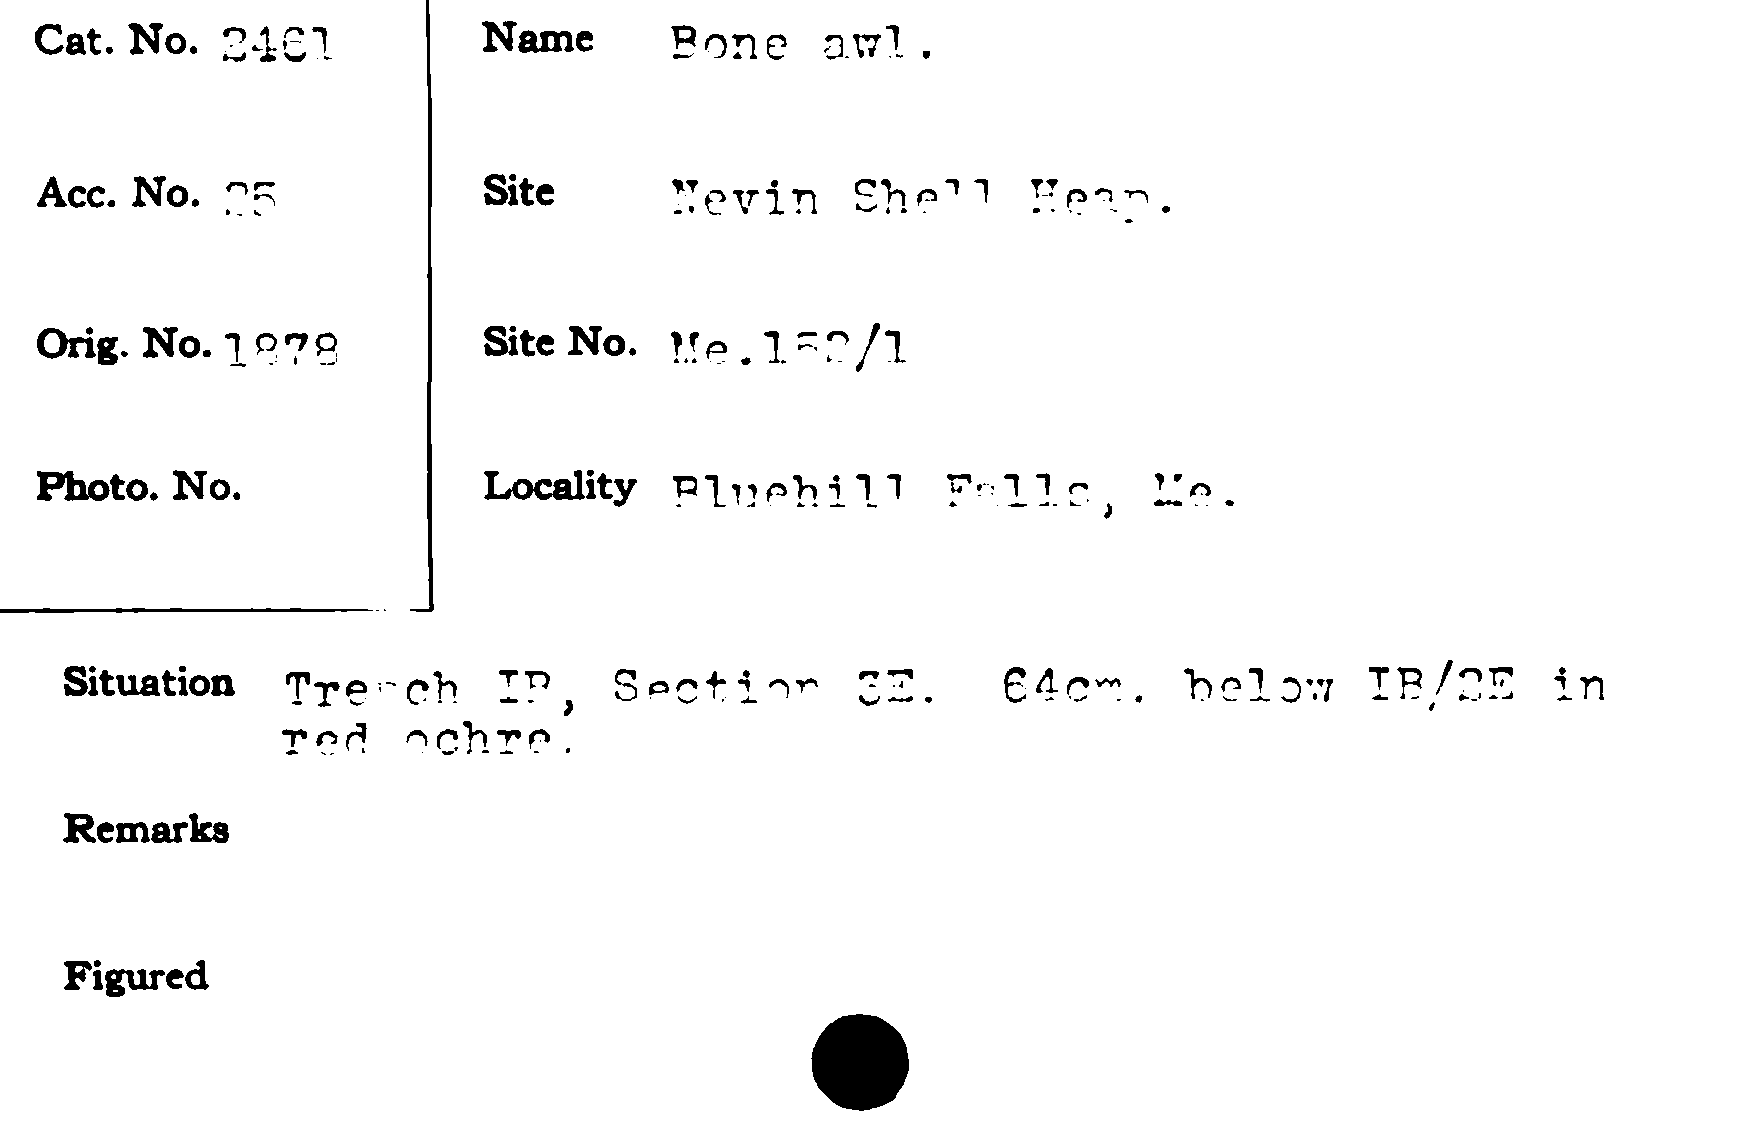 Cat. No. 2461
Name Bone awl.
Acc. No. 25
Site Nevin Shell Heap.
Orig. No. 1878
Site No. Me.152/1
Photo. No.
Locality Bluehill Falls, Me.
Situation Trench IB, Section 3E. 64cm. below IB/2E in
red ochre.
Remarks
Figured